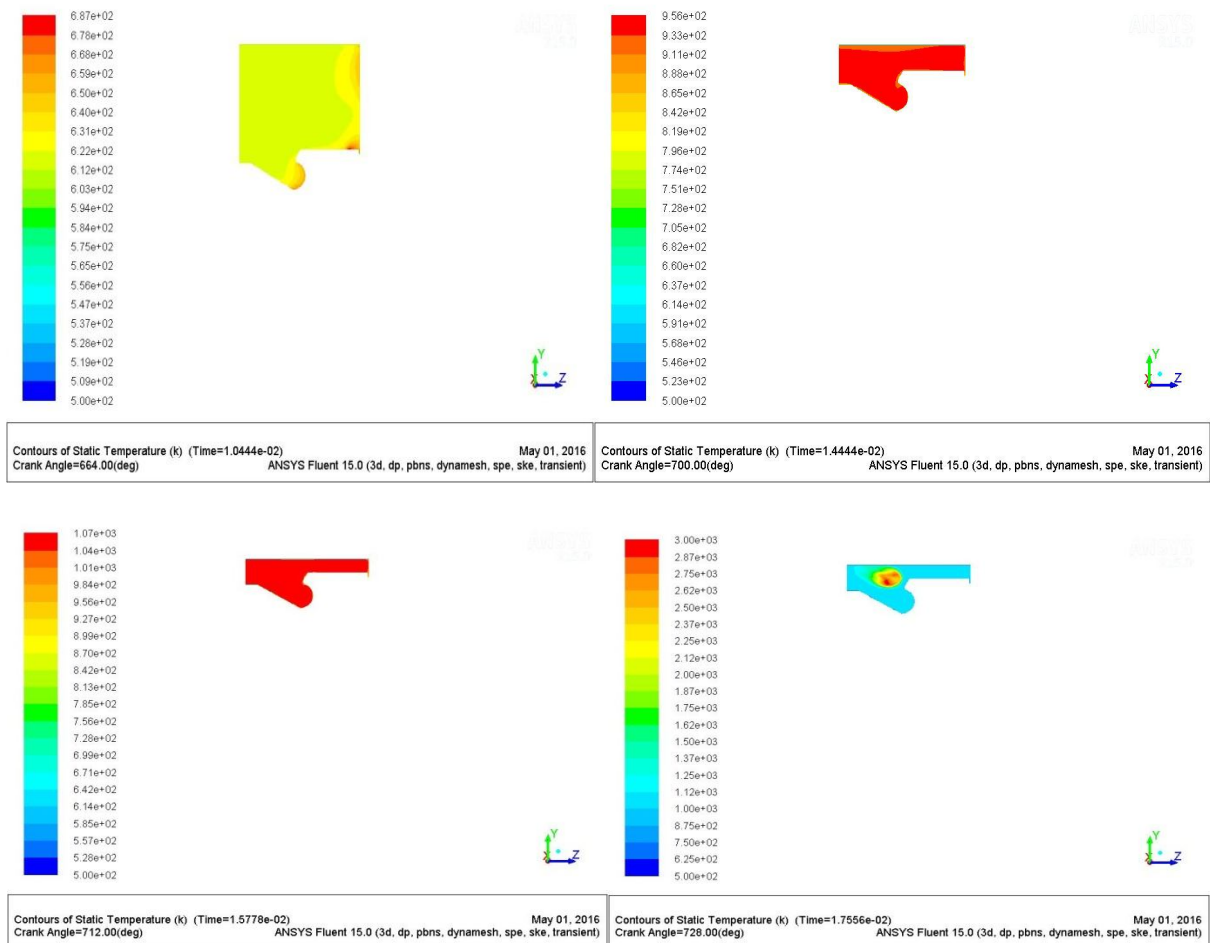 6.87e+02
6.78e+02
6.68e+02
6.59e+02
6.50e+02
6.40e+02
6.31e+02
6.22e+02
6.12e+02
6.03e+02
5.94e+02
5.84e+02
5.75e+02
5.65e+02
5.56e+02
5.47e+02
5.37e+02
5.28e+02
5.19e+02
5.09e+02
5.00e+02
Y
X
Z
Contours of Static Temperature (k) (Time=1.0444e-02) May 01, 2016
Crank Angle=664.00(deg) ANSYS Fluent 15.0 (3d, dp, pbns, dynamesh, spe, ske, transient)
9.56e+02
9.33e+02
9.11e+02
8.88e+02
8.65e+02
8.42e+02
8.19e+02
7.96e+02
7.74e+02
7.51e+02
7.28e+02
7.05e+02
6.82e+02
6.60e+02
6.37e+02
6.14e+02
5.91e+02
5.68e+02
5.46e+02
5.23e+02
5.00e+02
Y
X
Z
Contours of Static Temperature (k) (Time=1.4444e-02) May 01, 2016
Crank Angle=700.00(deg) ANSYS Fluent 15.0 (3d, dp, pbns, dynamesh, spe, ske, transient)
1.07e+03
1.04e+03
1.01e+03
9.84e+02
9.56e+02
9.27e+02
8.99e+02
8.70e+02
8.42e+02
8.13e+02
7.85e+02
7.56e+02
7.28e+02
6.99e+02
6.71e+02
6.42e+02
6.14e+02
5.85e+02
5.57e+02
5.28e+02
5.00e+02
Y
X
Z
Contours of Static Temperature (k) (Time=1.5778e-02) May 01, 2016
Crank Angle=712.00(deg) ANSYS Fluent 15.0 (3d, dp, pbns, dynamesh, spe, ske, transient)
3.00e+03
2.87e+03
2.75e+03
2.62e+03
2.50e+03
2.37e+03
2.25e+03
2.12e+03
2.00e+03
1.87e+03
1.75e+03
1.62e+03
1.50e+03
1.37e+03
1.25e+03
1.12e+03
1.00e+03
8.75e+02
7.50e+02
6.25e+02
5.00e+02
Y
X
Z
Contours of Static Temperature (k) (Time=1.7556e-02) May 01, 2016
Crank Angle=728.00(deg) ANSYS Fluent 15.0 (3d, dp, pbns, dynamesh, spe, ske, transient)